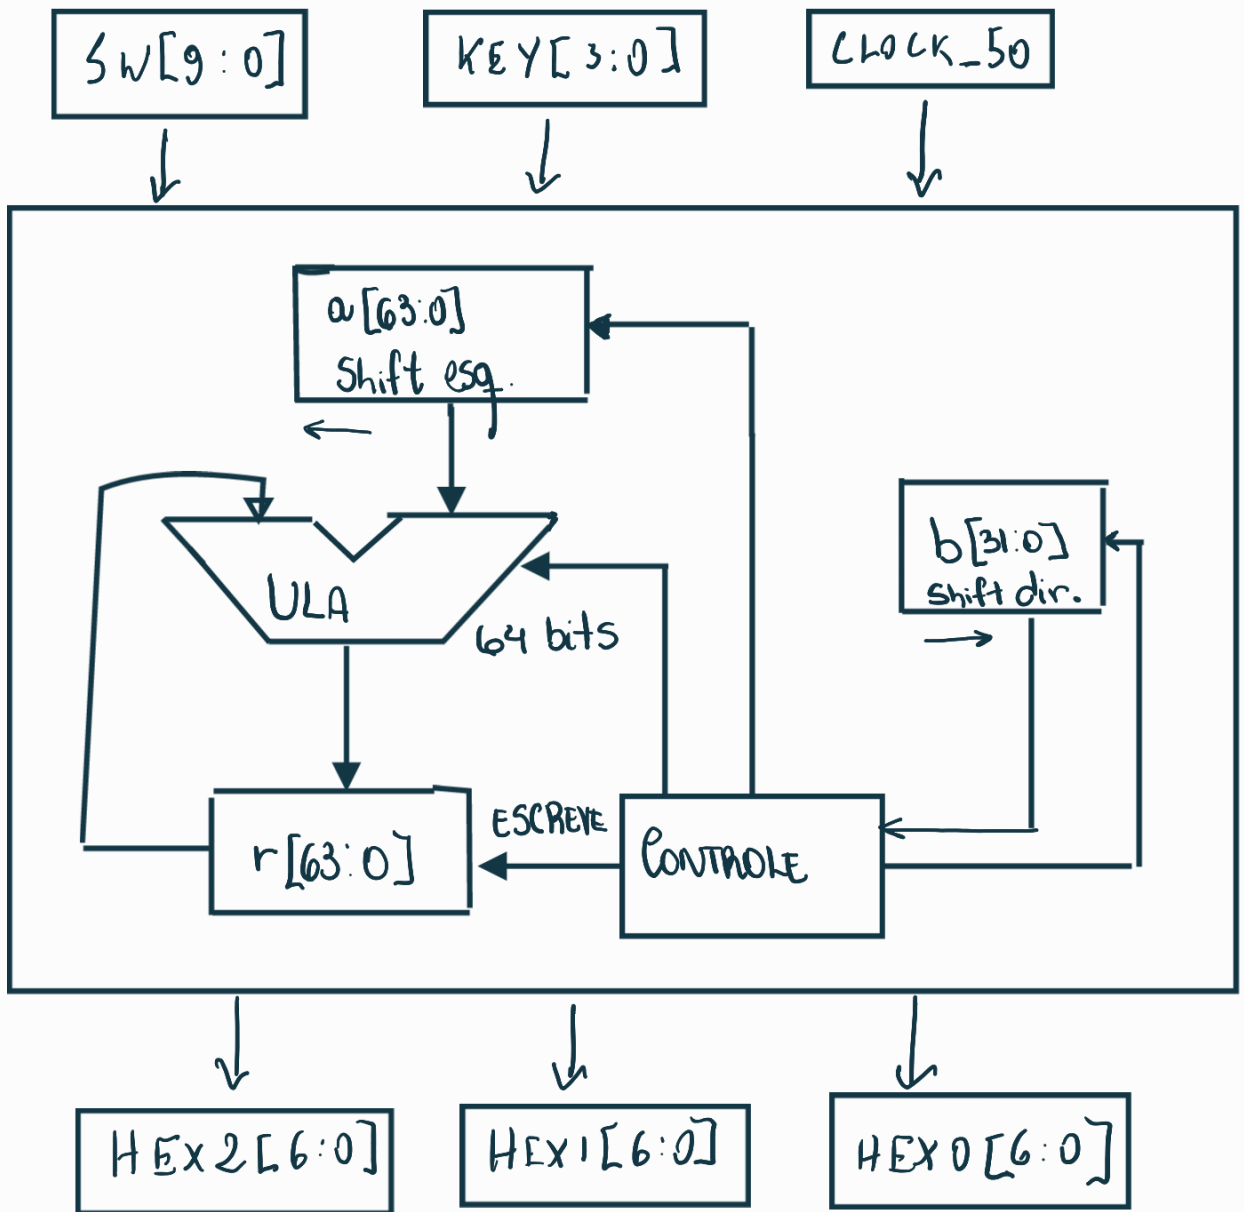 SW[9:0]
KEY[3:0]
CLOCK_50
a[63:0]
Shift esq.
b[31:0]
shift dir.
ULA
64 bits
ESCREVE
r[63:0]
CONTROLE
HEX2[6:0]
HEX1[6:0]
HEX0[6:0]